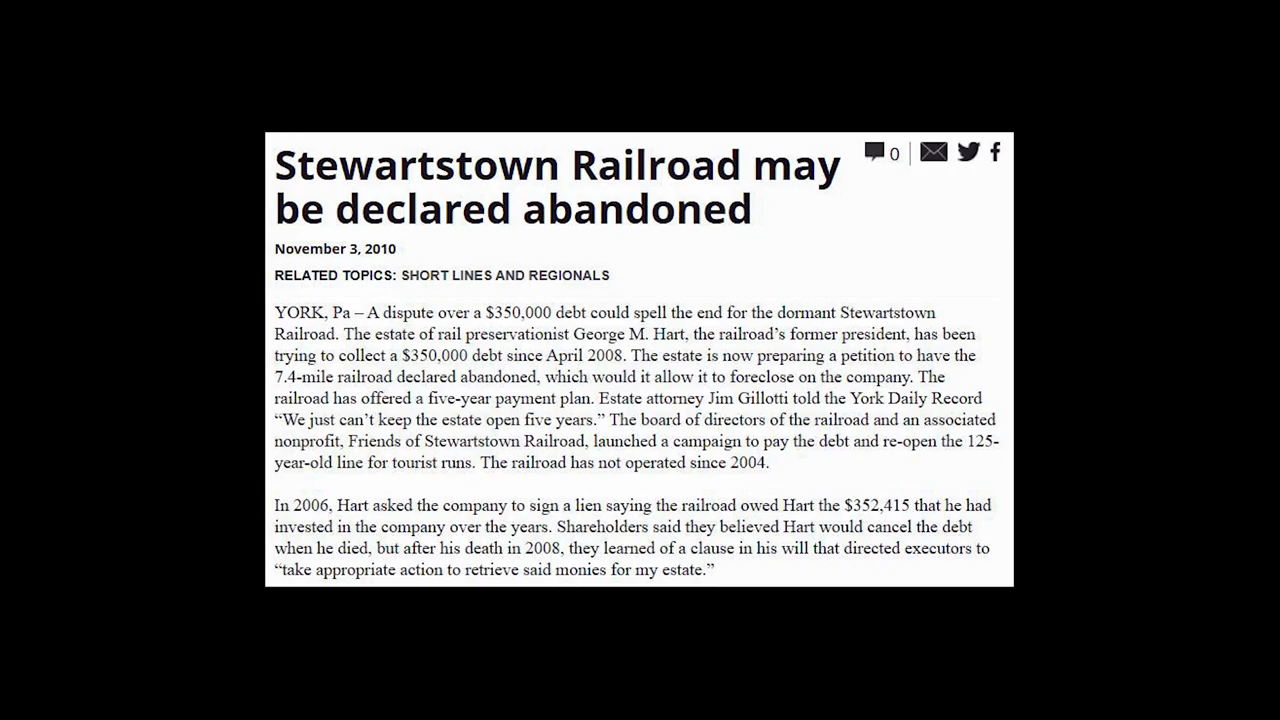 Stewartstown Railroad may
be declared abandoned
0
November 3, 2010
RELATED TOPICS: SHORT LINES AND REGIONALS
YORK, Pa – A dispute over a $350,000 debt could spell the end for the dormant Stewartstown
Railroad. The estate of rail preservationist George M. Hart, the railroad’s former president, has been
trying to collect a $350,000 debt since April 2008. The estate is now preparing a petition to have the
7.4-mile railroad declared abandoned, which would it allow it to foreclose on the company. The
railroad has offered a five-year payment plan. Estate attorney Jim Gillotti told the York Daily Record
“We just can’t keep the estate open five years.” The board of directors of the railroad and an associated
nonprofit, Friends of Stewartstown Railroad, launched a campaign to pay the debt and re-open the 125-
year-old line for tourist runs. The railroad has not operated since 2004.
In 2006, Hart asked the company to sign a lien saying the railroad owed Hart the $352,415 that he had
invested in the company over the years. Shareholders said they believed Hart would cancel the debt
when he died, but after his death in 2008, they learned of a clause in his will that directed executors to
“take appropriate action to retrieve said monies for my estate.”